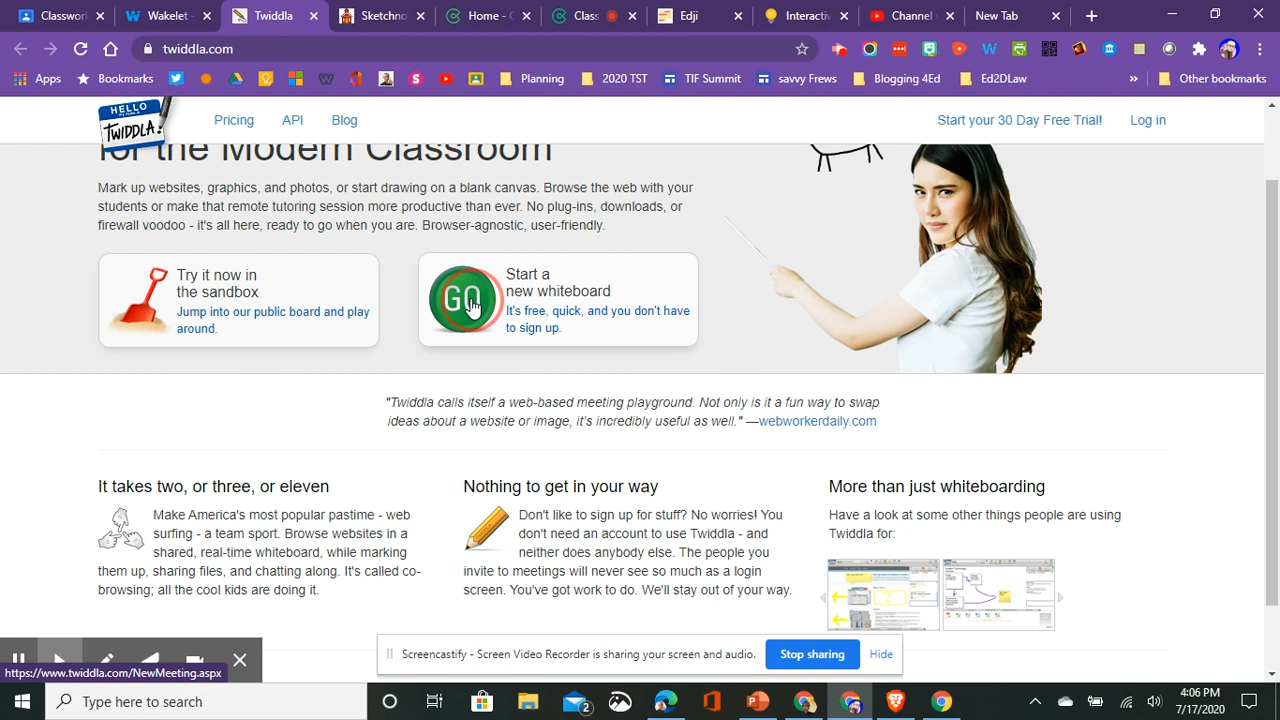 Classwork
Wakelet -
Twiddla
Sketchno
Home - C
Class
Edji
Interactiv
Channel
New Tab
twiddla.com
Apps
Bookmarks
Planning
2020 TST
TIF Summit
savvy Frews
Blogging 4Ed
Ed2DLaw
»
Other bookmarks
HELLO
my name is
TWIDDLA!
Pricing
API
Blog
Start your 30 Day Free Trial!
Log in
for the Modern Classroom
Mark up websites, graphics, and photos, or start drawing on a blank canvas. Browse the web with your
students or make that remote tutoring session more productive than ever. No plug-ins, downloads, or
firewall voodoo - it's all here, ready to go when you are. Browser-agnostic, user-friendly.
Try it now in
the sandbox
Jump into our public board and play
around.
GO
Start a
new whiteboard
It's free, quick, and you don't have
to sign up.
"Twiddla calls itself a web-based meeting playground. Not only is it a fun way to swap
ideas about a website or image, it's incredibly useful as well." —webworkerdaily.com
It takes two, or three, or eleven
Make America's most popular pastime - web
surfing - a team sport. Browse websites in a
shared, real-time whiteboard, while marking
them up, sharing files, and chatting along. It's called co-
browsing; all the cool kids are doing it.
Nothing to get in your way
Don't like to sign up for stuff? No worries! You
don't need an account to use Twiddla - and
neither does anybody else. The people you
invite to meetings will never see so much as a login
screen. You've got work to do. We'll stay out of your way.
More than just whiteboarding
Have a look at some other things people are using
Twiddla for:
Screencastify - Screen Video Recorder is sharing your screen and audio.
Stop sharing
Hide
https://www.twiddla.com/NewMeeting.aspx
Type here to search
2
4:06 PM
7/17/2020